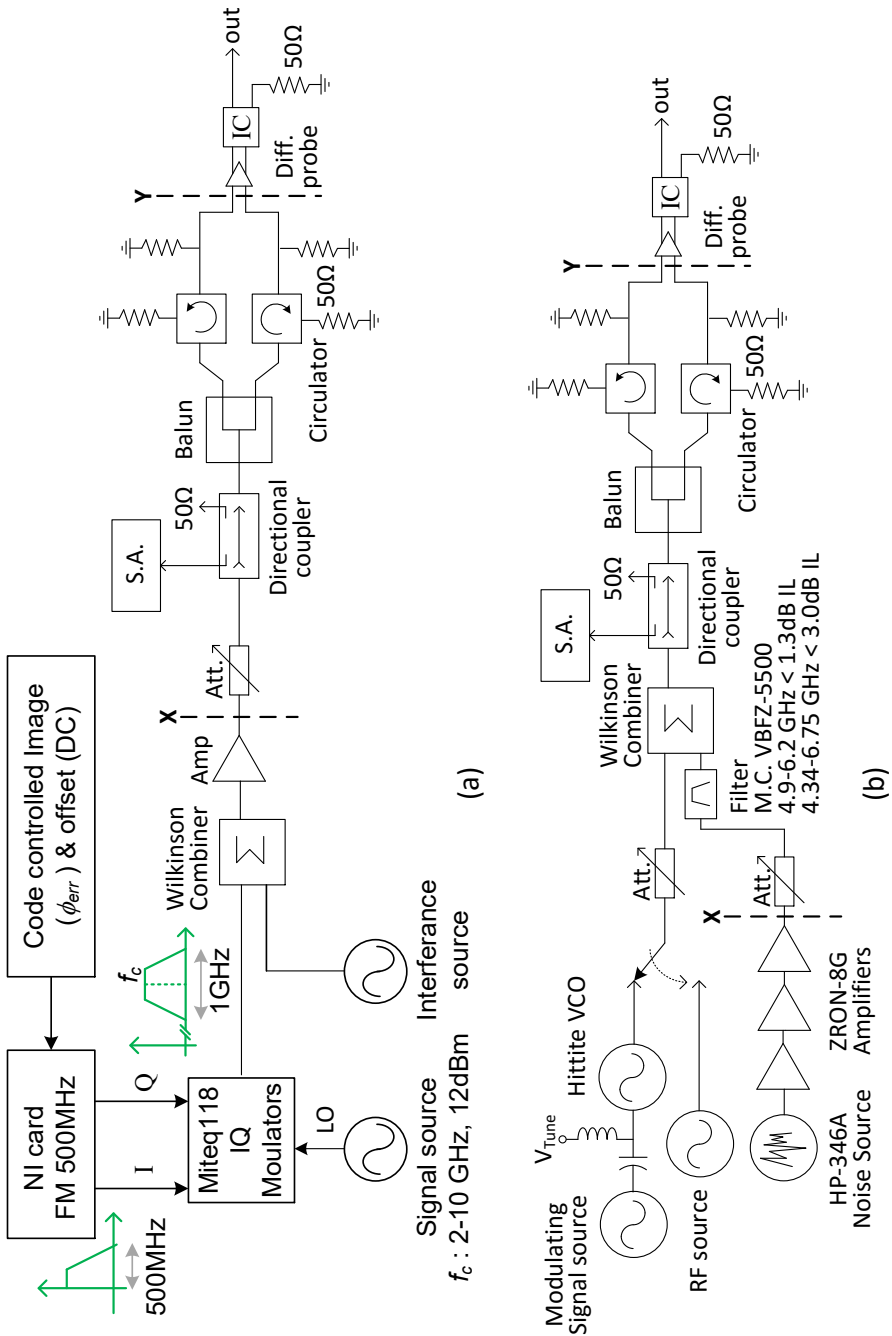 Code controlled Image
(ϕerr) & offset (DC)
NI card
FM 500MHz
500MHz
I
Q
Miteq118
IQ
Moulators
LO
Signal source
fc : 2-10 GHz, 12dBm
fc
1GHz
Interferance
source
Wilkinson
Combiner
Σ
Amp
X
Att.
S.A.
50Ω
Directional
coupler
Balun
Circulator
50Ω
Y
Diff.
probe
IC
out
50Ω
(a)
Modulating
Signal source
VTune
Hittite VCO
RF source
HP-346A
Noise Source
ZRON-8G
Amplifiers
X
Att.
Att.
Filter
M.C. VBFZ-5500
4.9-6.2 GHz < 1.3dB IL
4.34-6.75 GHz < 3.0dB IL
Wilkinson
Combiner
Σ
S.A.
50Ω
Directional
coupler
Balun
Circulator
50Ω
Y
Diff.
probe
IC
out
50Ω
(b)